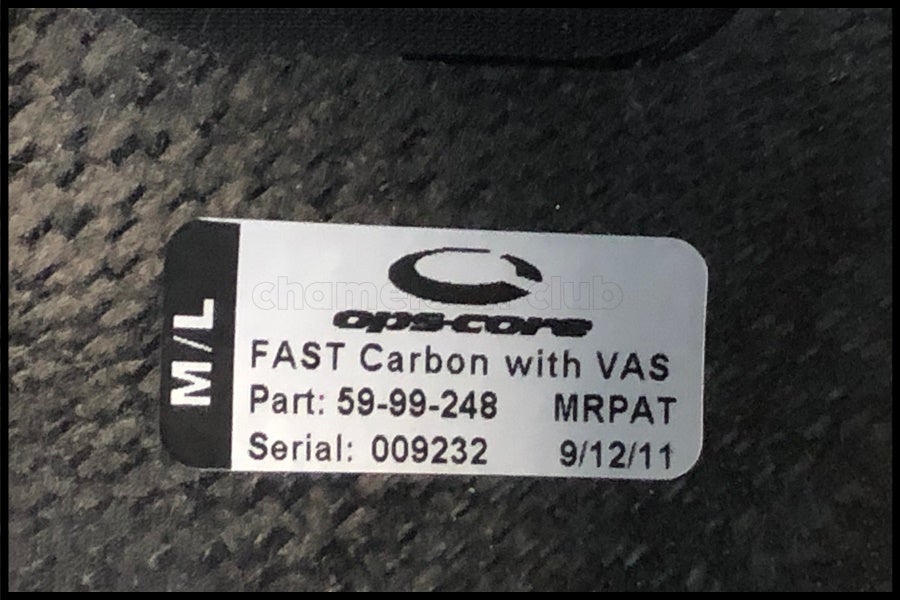 M/L
ops-core
FAST Carbon with VAS
Part: 59-99-248 MRPAT
Serial: 009232 9/12/11